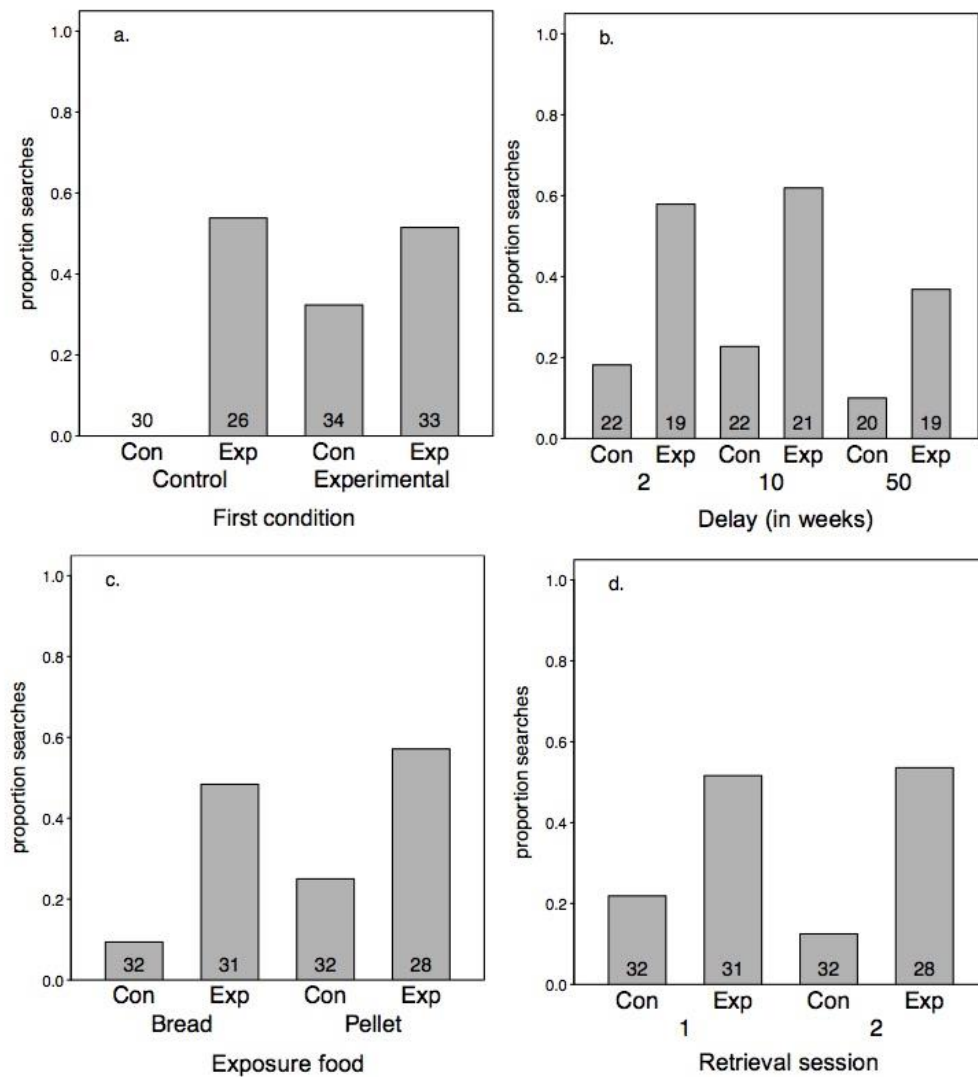 a.
proportion searches
1.0
0.8
0.6
0.4
0.2
0.0
30 26 34 33
Con Exp Con Exp
Control Experimental
First condition
b.
proportion searches
1.0
0.8
0.6
0.4
0.2
0.0
22 19 22 21 20 19
Con Exp Con Exp Con Exp
2 10 50
Delay (in weeks)
c.
proportion searches
1.0
0.8
0.6
0.4
0.2
0.0
32 31 32 28
Con Exp Con Exp
Bread Pellet
Exposure food
d.
proportion searches
1.0
0.8
0.6
0.4
0.2
0.0
32 31 32 28
Con Exp Con Exp
1 2
Retrieval session